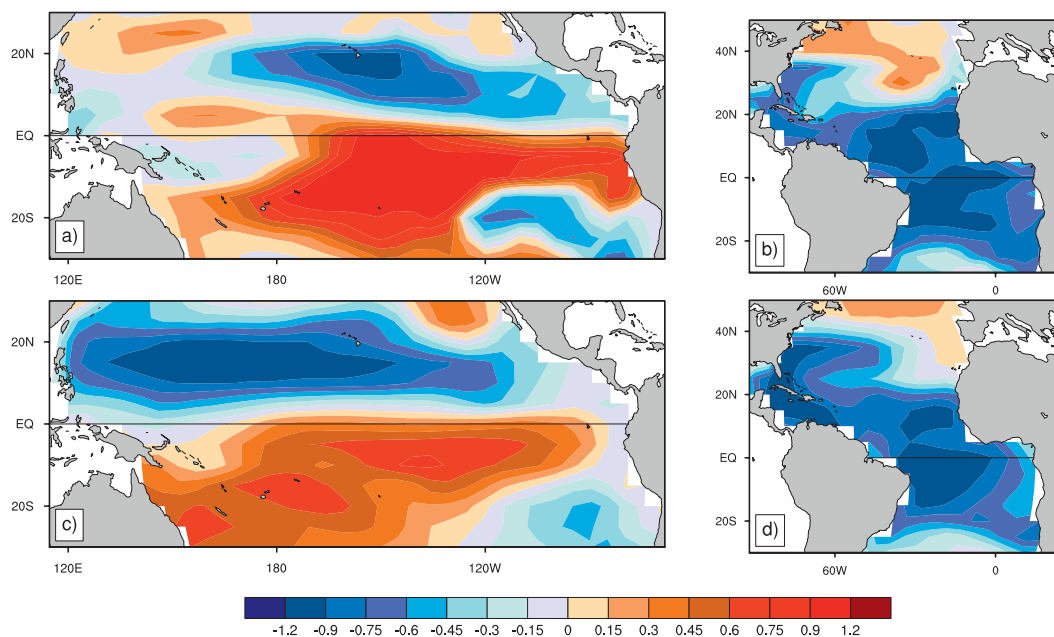 20N
EQ
20S
a)
120E 180 120W
40N
20N
EQ
20S
b)
60W 0
20N
EQ
20S
c)
120E 180 120W
40N
20N
EQ
20S
d)
60W 0
-1.2 -0.9 -0.75 -0.6 -0.45 -0.3 -0.15 0 0.15 0.3 0.45 0.6 0.75 0.9 1.2